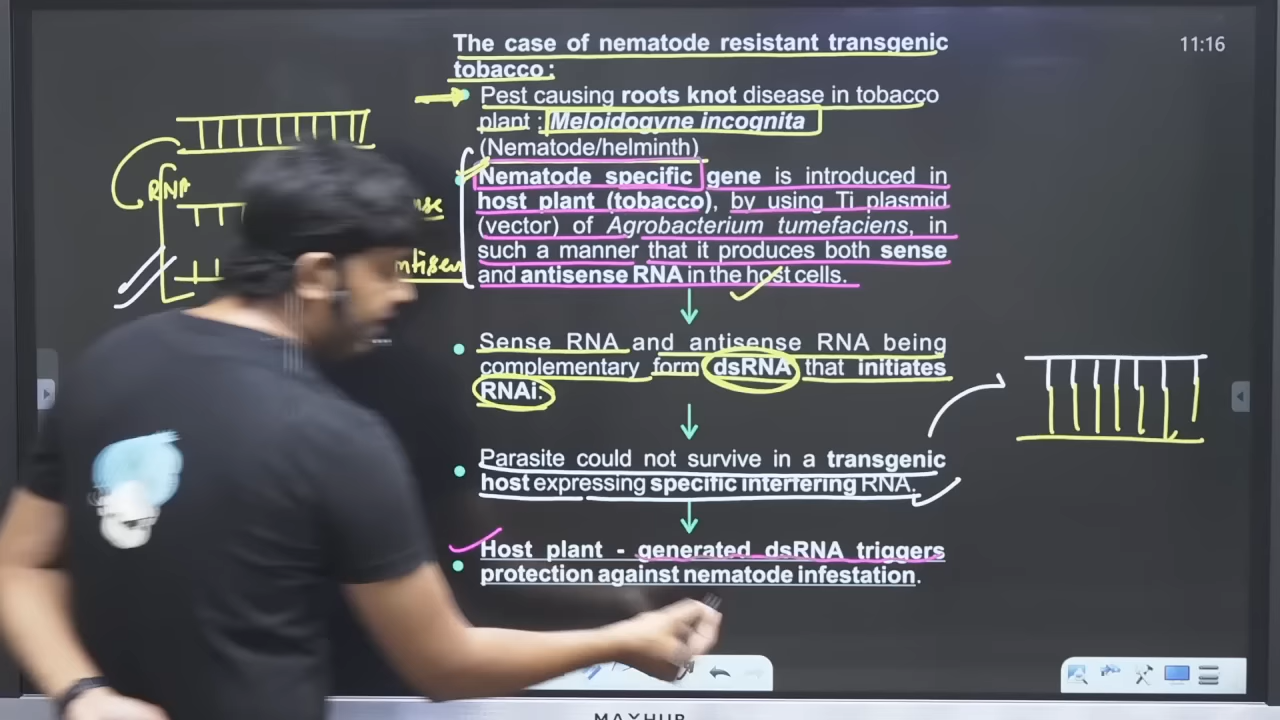 The case of nematode resistant transgenic
tobacco :
Pest causing roots knot disease in tobacco
plant : Meloidogyne incognita
(Nematode/helminth)
Nematode specific gene is introduced in
host plant (tobacco), by using Ti plasmid
(vector) of Agrobacterium tumefaciens, in
such a manner that it produces both sense
and antisense RNA in the host cells.
Sense RNA and antisense RNA being
complementary form dsRNA that initiates
RNAi.
Parasite could not survive in a transgenic
host expressing specific interfering RNA.
Host plant - generated dsRNA triggers
protection against nematode infestation.
11:16
RNA
MAXHUB